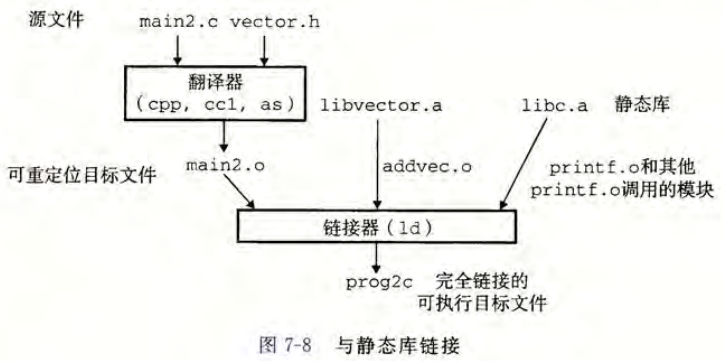 源文件 main2.c vector.h
翻译器
(cpp, cc1, as)
libvector.a
libc.a 静态库
可重定位目标文件
main2.o
addvec.o
printf.o和其他
printf.o调用的模块
链接器(ld)
prog2c 完全链接的
可执行目标文件
图 7-8 与静态库链接